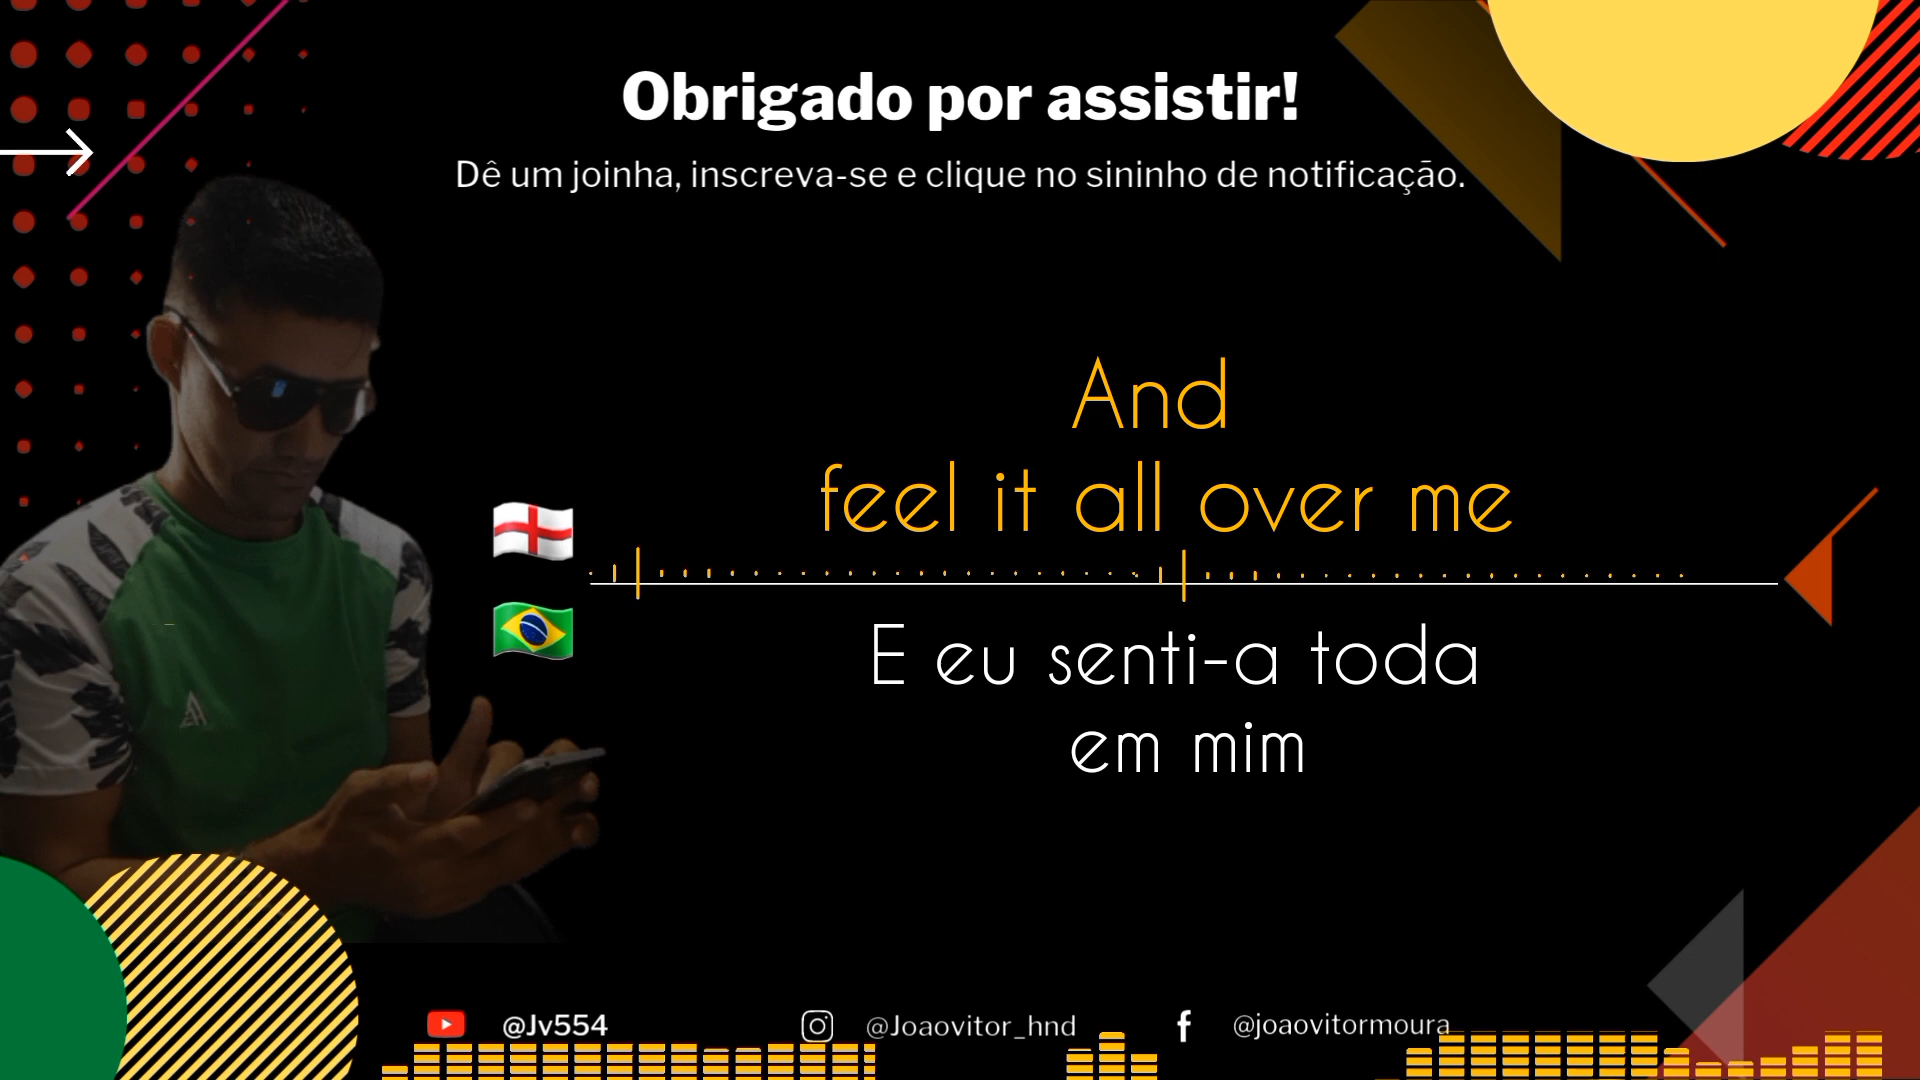 Obrigado por assistir!
Dê um joinha, inscreva-se e clique no sininho de notificação.
And
feel it all over me
E eu senti-a toda
em mim
@Jv554
@Joaovitor_hnd
@joaovitormoura